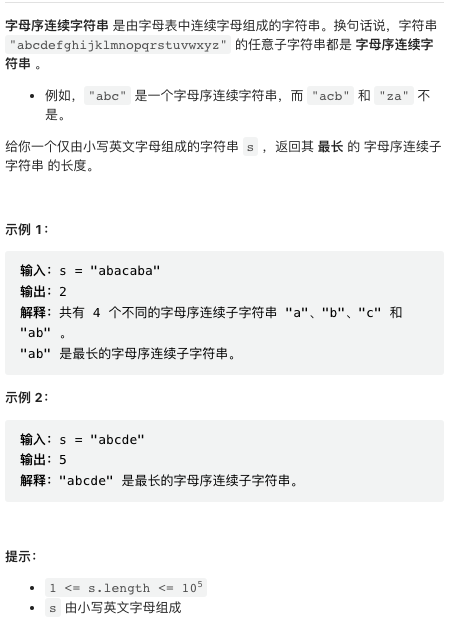 字母序连续字符串 是由字母表中连续字母组成的字符串。换句话说，字符串
"abcdefghijklmnopqrstuvwxyz" 的任意子字符串都是 字母序连续字
符串 。
• 例如，"abc" 是一个字母序连续字符串，而 "acb" 和 "za" 不
是。
给你一个仅由小写英文字母组成的字符串 s ，返回其 最长 的 字母序连续子
字符串 的长度。
示例 1：
输入：s = "abacaba"
输出：2
解释：共有 4 个不同的字母序连续子字符串 "a"、"b"、"c" 和
"ab" 。
"ab" 是最长的字母序连续子字符串。
示例 2：
输入：s = "abcde"
输出：5
解释："abcde" 是最长的字母序连续子字符串。
提示：
• 1 <= s.length <= 10⁵
• s 由小写英文字母组成